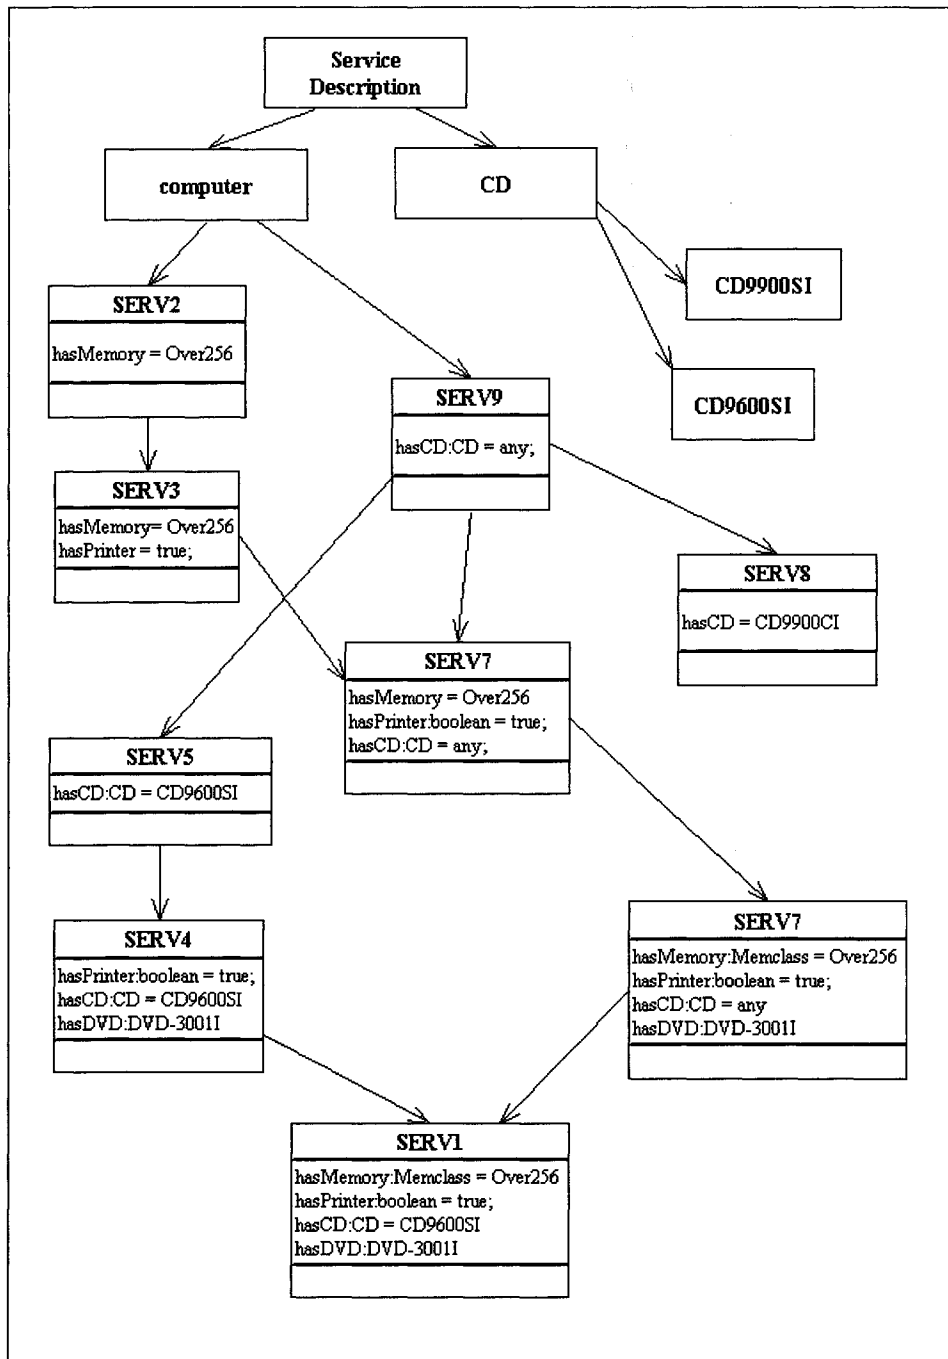 Service
Description
computer
CD
CD9900SI
SERV2
hasMemory = Over256
CD9600SI
SERV9
hasCD:CD = any;
SERV3
hasMemory= Over256
hasPrinter = true;
SERV8
hasCD = CD9900CI
SERV7
hasMemory = Over256
hasPrinter:boolean = true;
hasCD:CD = any;
SERV5
hasCD:CD = CD9600SI
SERV4
hasPrinter:boolean = true;
hasCD:CD = CD9600SI
hasDVD:DVD-3001I
SERV7
hasMemory:Memclass = Over256
hasPrinter:boolean = true;
hasCD:CD = any
hasDVD:DVD-3001I
SERV1
hasMemory:Memclass = Over256
hasPrinter:boolean = true;
hasCD:CD = CD9600SI
hasDVD:DVD-3001I